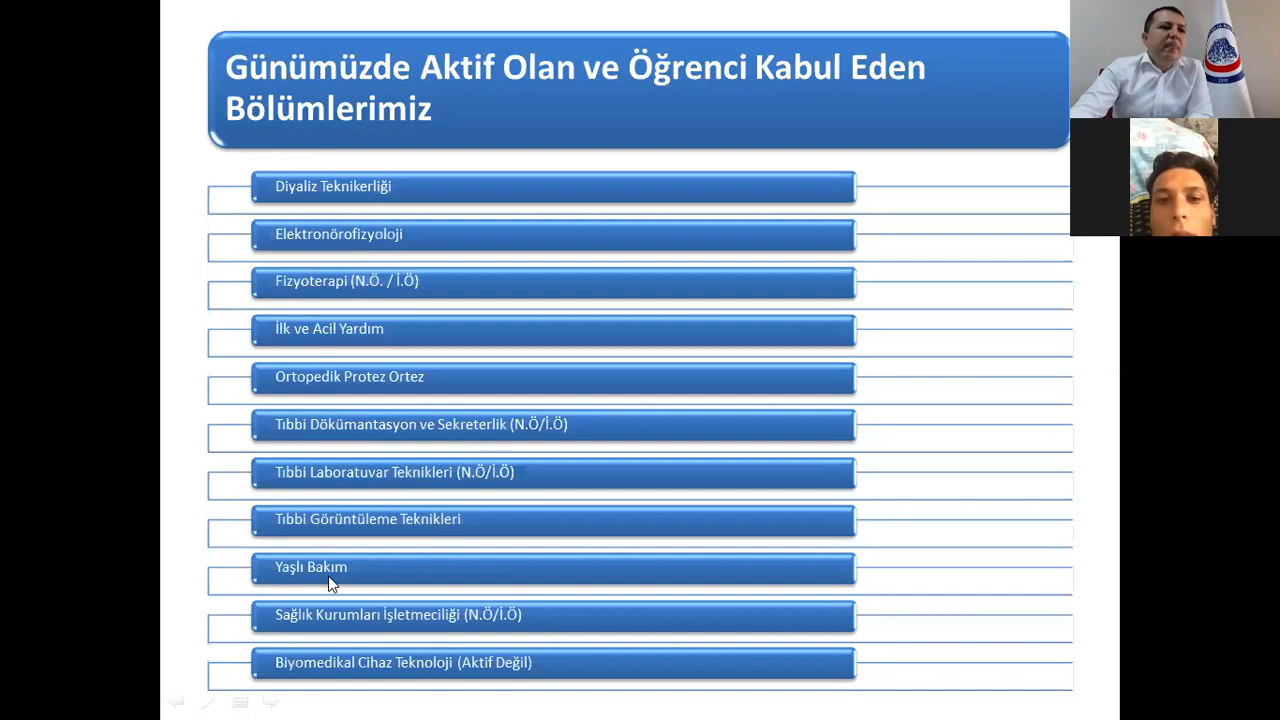 Günümüzde Aktif Olan ve Öğrenci Kabul Eden
Bölümlerimiz
Diyaliz Teknikerliği
Elektronörofizyoloji
Fizyoterapi (N.Ö. / İ.Ö)
İlk ve Acil Yardım
Ortopedik Protez Ortez
Tıbbi Dökümantasyon ve Sekreterlik (N.Ö/İ.Ö)
Tıbbi Laboratuvar Teknikleri (N.Ö/İ.Ö)
Tıbbi Görüntüleme Teknikleri
Yaşlı Bakım
Sağlık Kurumları İşletmeciliği (N.Ö/İ.Ö)
Biyomedikal Cihaz Teknoloji (Aktif Değil)